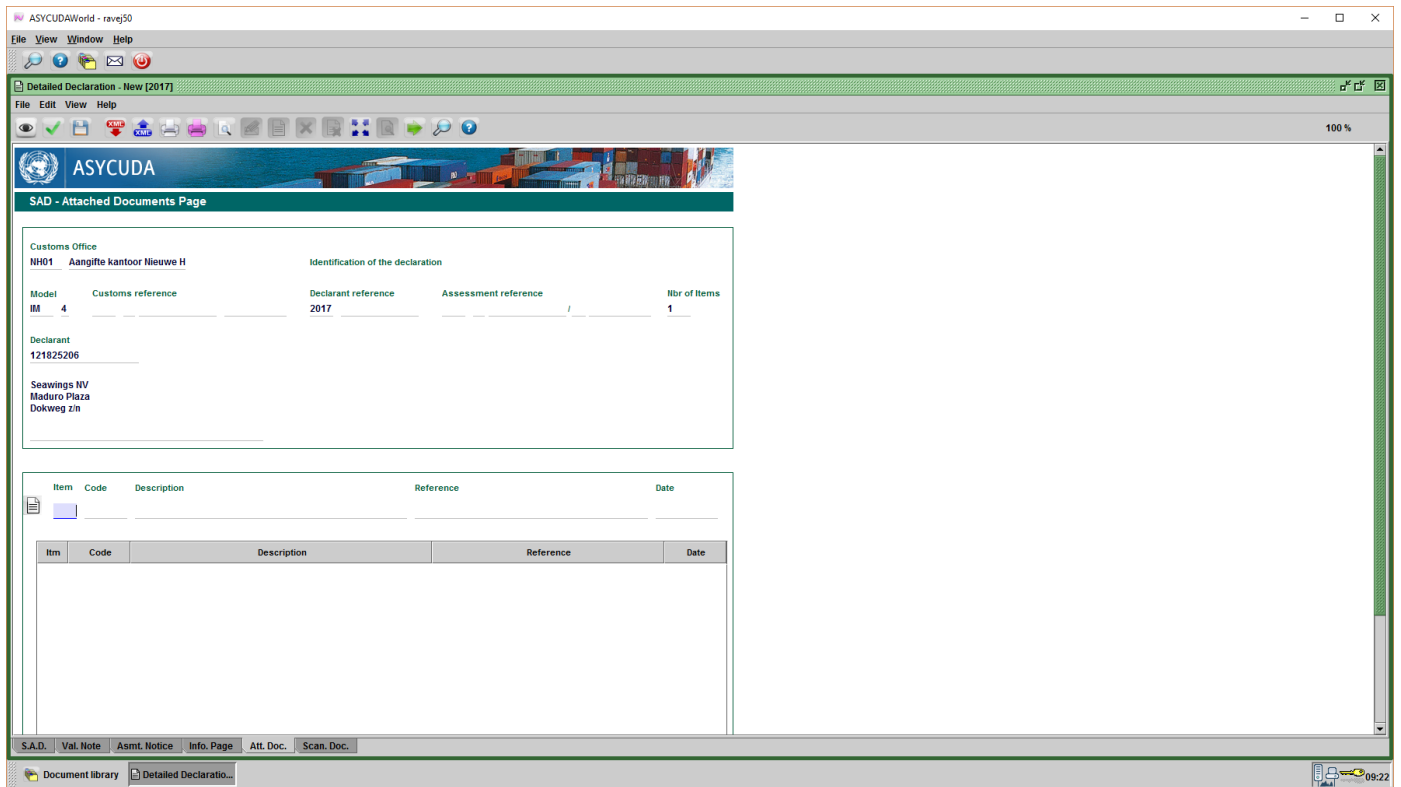 ASYCUDAWorld - ravej50
File View Window Help
Detailed Declaration - New [2017]
File Edit View Help
XML XML 100 %
ASYCUDA
SAD - Attached Documents Page
Customs Office
NH01 Aangifte kantoor Nieuwe H Identification of the declaration
Model Customs reference Declarant reference Assessment reference Nbr of Items
IM 4 2017 / 1
Declarant
121825206
Seawings NV
Maduro Plaza
Dokweg z/n
Item Code Description Reference Date
Itm Code Description Reference Date
S.A.D. Val. Note Asmt. Notice Info. Page Att. Doc. Scan. Doc.
Document library Detailed Declaratio... 09:22